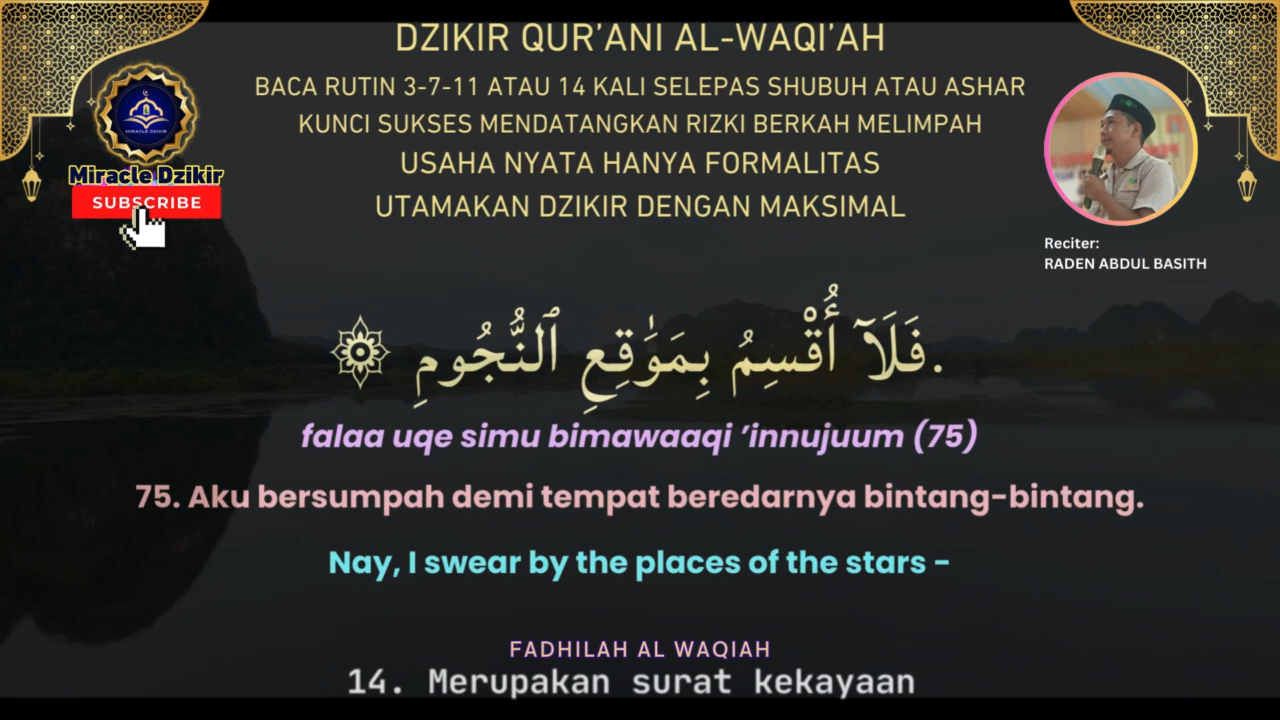 DZIKIR QUR’ANI AL-WAQI’AH
BACA RUTIN 3-7-11 ATAU 14 KALI SELEPAS SHUBUH ATAU ASHAR
KUNCI SUKSES MENDATANGKAN RIZKI BERKAH MELIMPAH
USAHA NYATA HANYA FORMALITAS
UTAMAKAN DZIKIR DENGAN MAKSIMAL
MIRACLE DZIKIR
Miracle Dzikir
SUBSCRIBE
Reciter:
RADEN ABDUL BASITH
.فَلَآ أُقْسِمُ بِمَوَٰقِعِ ٱلنُّجُومِ ۞
falaa uqe simu bimawaaqi ’innujuum (75)
75. Aku bersumpah demi tempat beredarnya bintang-bintang.
Nay, I swear by the places of the stars -
FADHILAH AL WAQIAH
14. Merupakan surat kekayaan